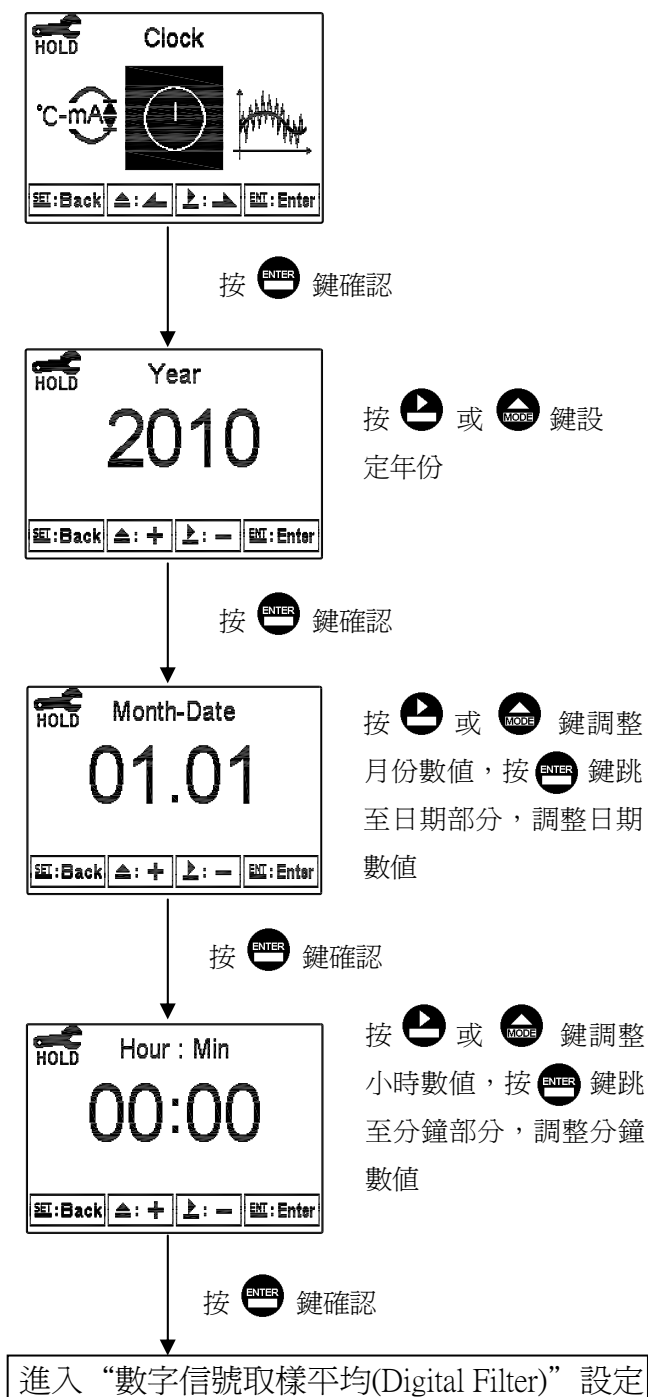 HOLD
Clock
°C-mA
SET:Back
:
:
ENT:Enter
按 ENTER 鍵確認
HOLD
Year
2010
SET:Back
: +
: −
ENT:Enter
按 或 MODE 鍵設
定年份
按 ENTER 鍵確認
HOLD
Month-Date
01.01
SET:Back
: +
: −
ENT:Enter
按 或 MODE 鍵調整
月份數值，按 ENTER 鍵跳
至日期部分，調整日期
數值
按 ENTER 鍵確認
HOLD
Hour : Min
00:00
SET:Back
: +
: −
ENT:Enter
按 或 MODE 鍵調整
小時數值，按 ENTER 鍵跳
至分鐘部分，調整分鐘
數值
按 ENTER 鍵確認
進入“數字信號取樣平均(Digital Filter)”設定